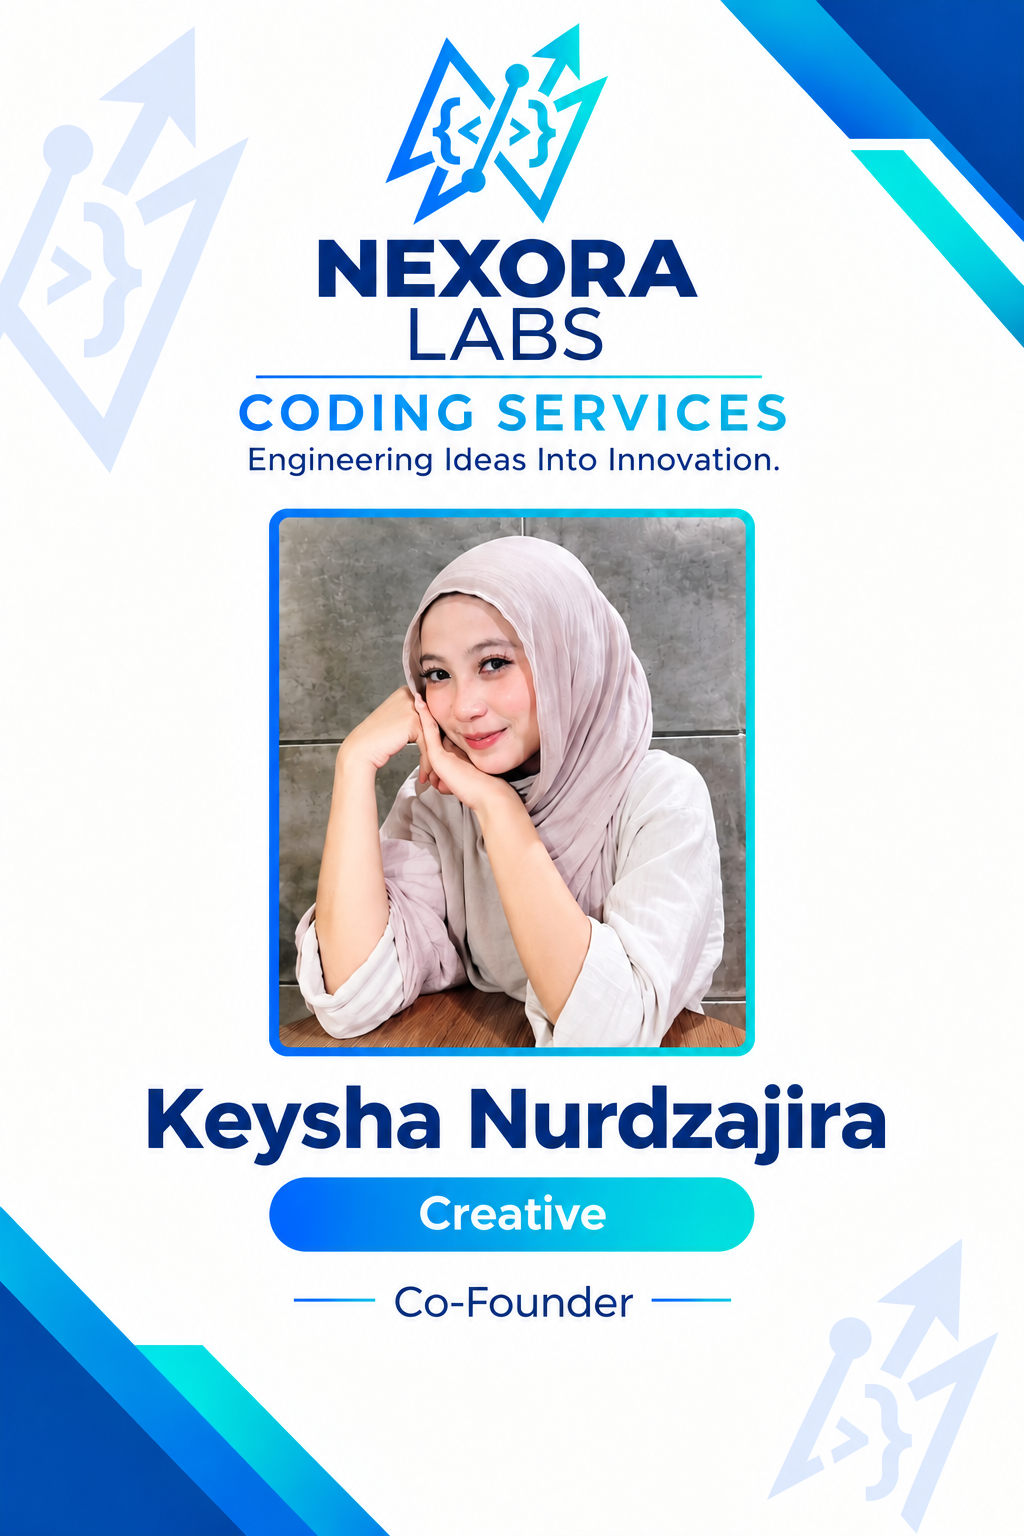 {< >}
NEXORA
LABS
CODING SERVICES
Engineering Ideas Into Innovation.
Keysha Nurdzajira
Creative
Co-Founder